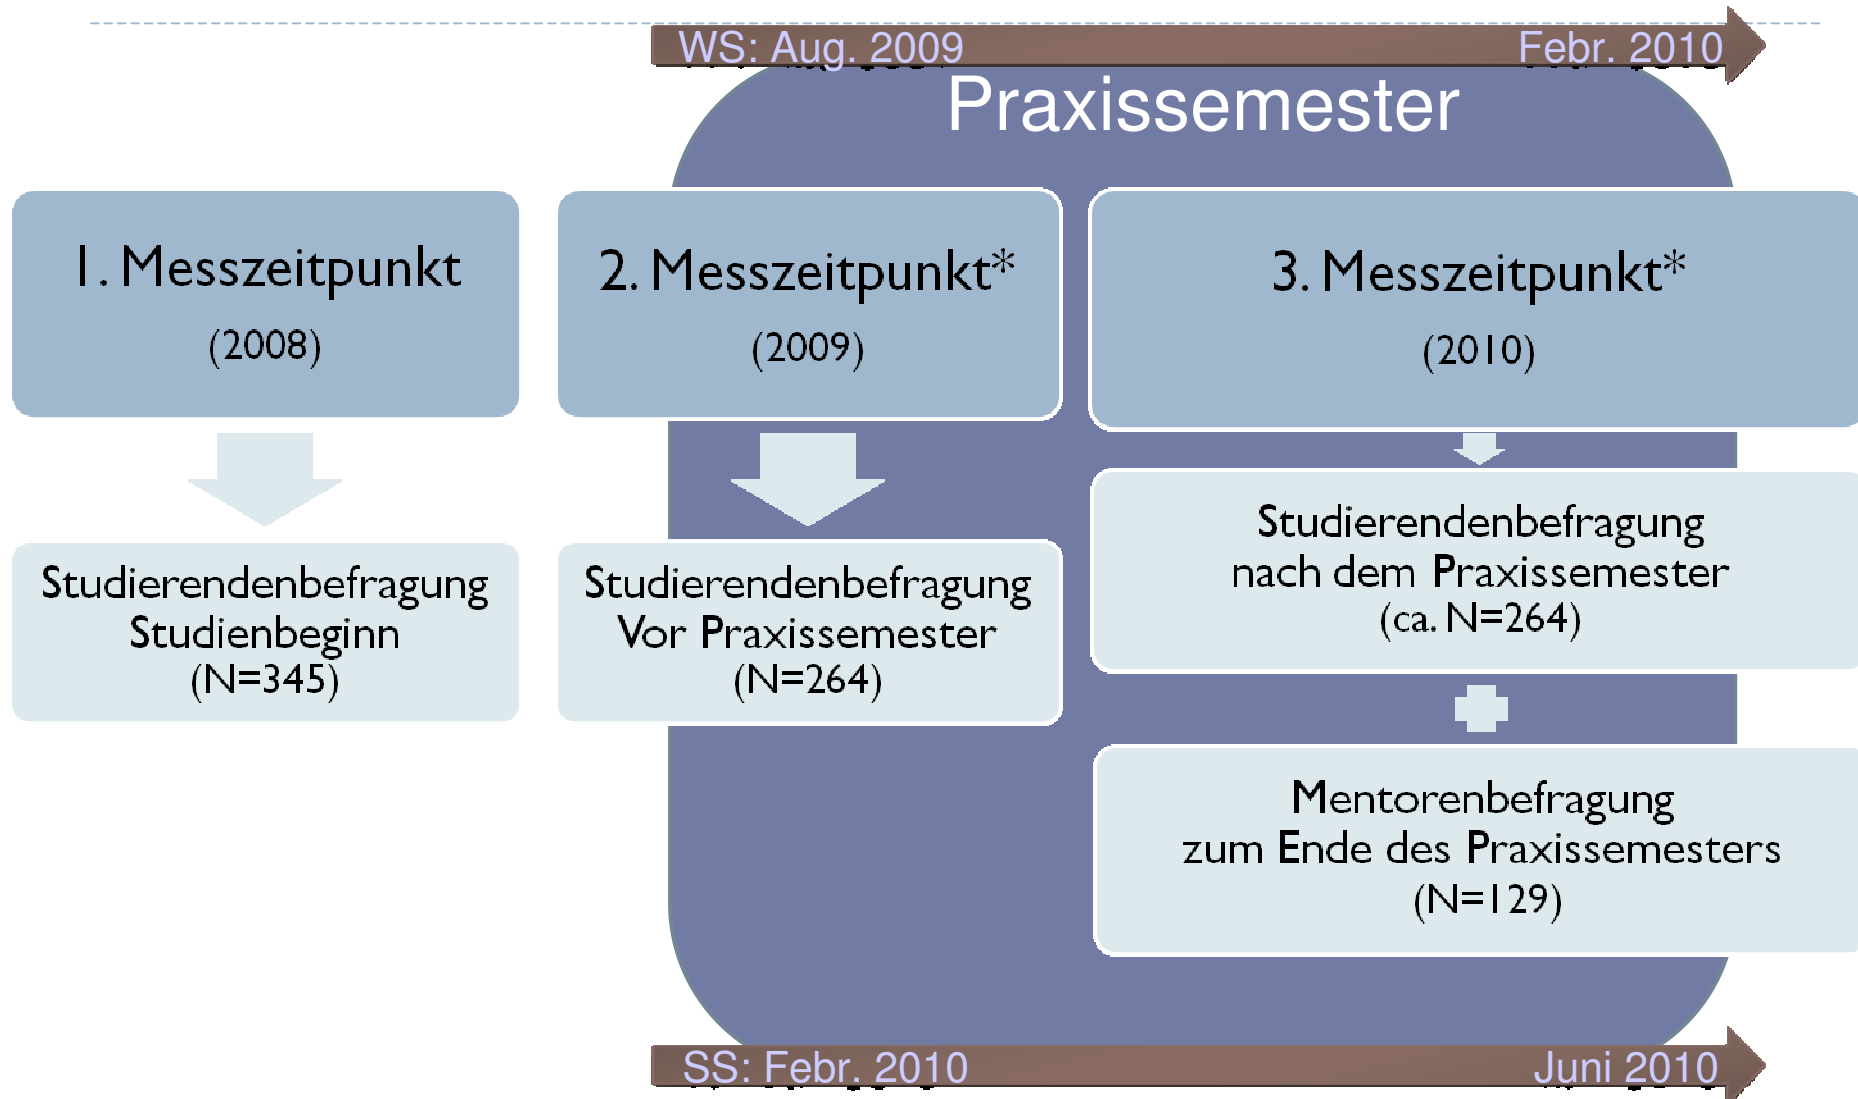 WS: Aug. 2009 Febr. 2010
Praxissemester
1. Messzeitpunkt
(2008)
2. Messzeitpunkt*
(2009)
3. Messzeitpunkt*
(2010)
Studierendenbefragung
Studienbeginn
(N=345)
Studierendenbefragung
Vor Praxissemester
(N=264)
Studierendenbefragung
nach dem Praxissemester
(ca. N=264)
Mentorenbefragung
zum Ende des Praxissemesters
(N=129)
SS: Febr. 2010 Juni 2010